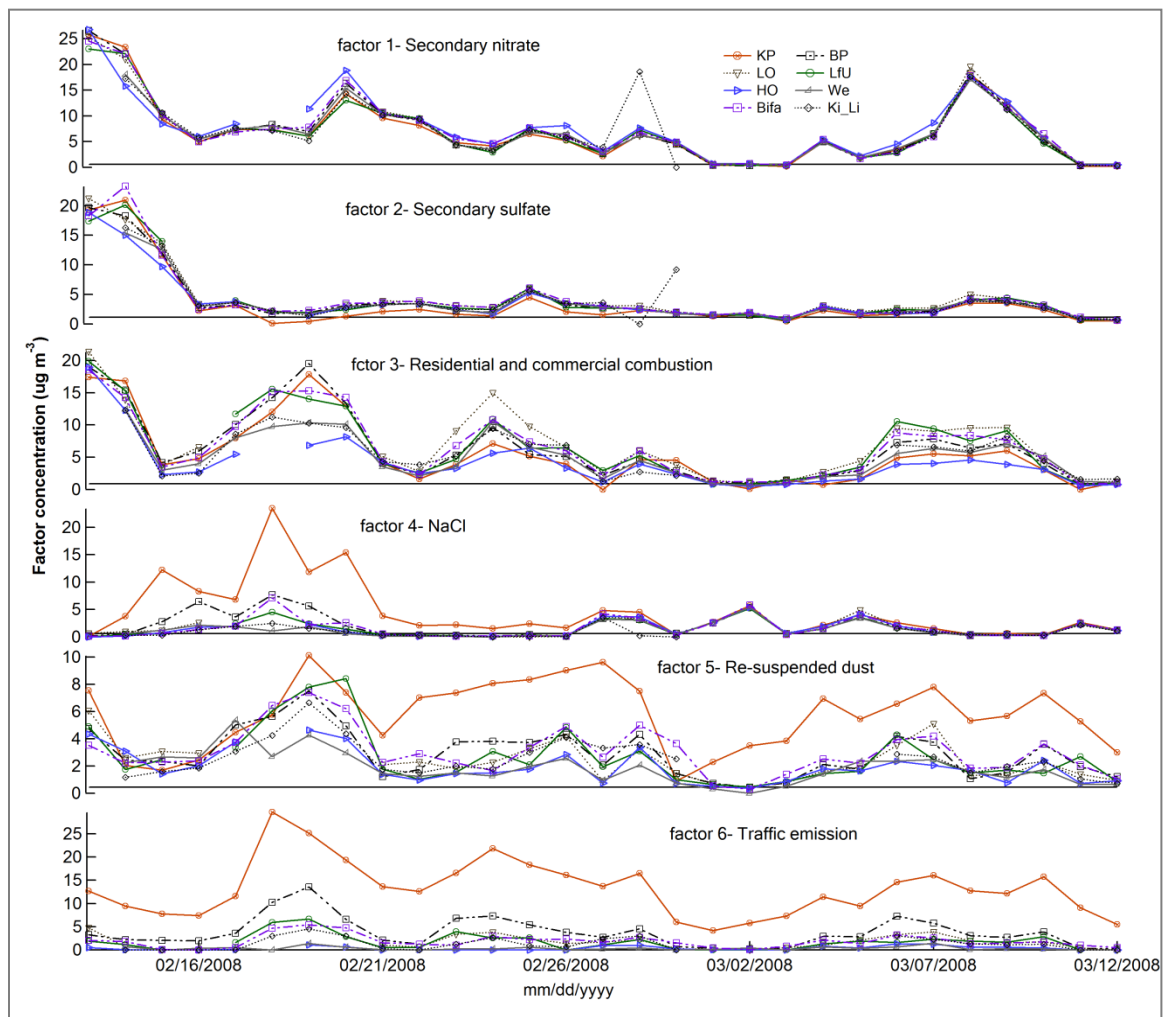 factor 1- Secondary nitrate
KP
BP
LO
LfU
HO
We
Bifa
Ki_Li
25
20
15
10
5
0
factor 2- Secondary sulfate
20
15
10
5
0
fctor 3- Residential and commercial combustion
20
15
10
5
0
Factor concentration (ug m-3)
factor 4- NaCl
20
15
10
5
0
factor 5- Re-suspended dust
10
8
6
4
2
0
factor 6- Traffic emission
25
20
15
10
5
0
02/16/2008
02/21/2008
02/26/2008
03/02/2008
03/07/2008
03/12/2008
mm/dd/yyyy